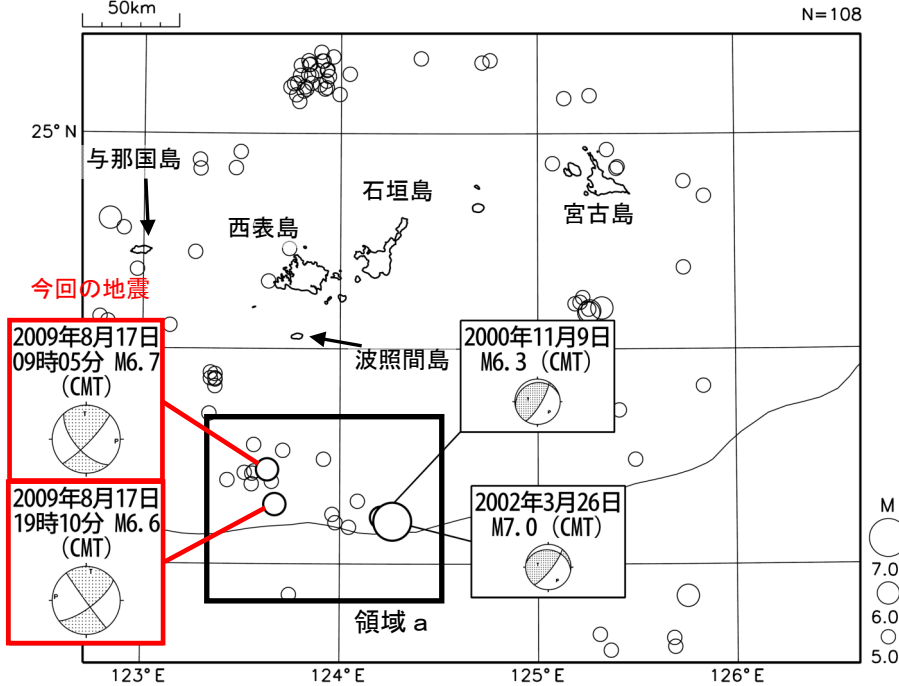 50km
N=108
25°N
与那国島
石垣島
西表島
宮古島
今回の地震
2009年8月17日
09時05分 M6.7
(CMT)
T
P
波照間島
2000年11月9日
M6.3 (CMT)
T
P
2009年8月17日
19時10分 M6.6
(CMT)
T
P
2002年3月26日
M7.0 (CMT)
T
P
領域 a
M
7.0
6.0
5.0
123°E
124°E
125°E
126°E